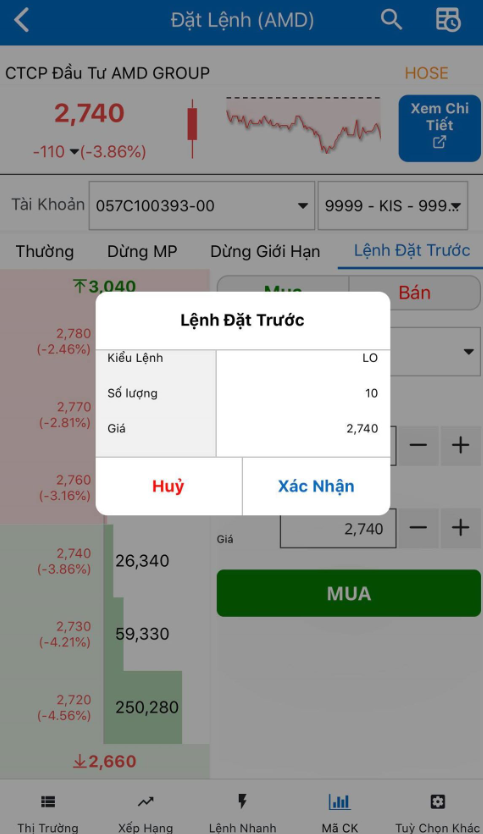 Đặt Lệnh (AMD)
CTCP Đầu Tư AMD GROUP
HOSE
2,740
-110 ▼(-3.86%)
Xem Chi
Tiết
Tài Khoản
057C100393-00
9999 - KIS - 999...
Thường
Dừng MP
Dừng Giới Hạn
Lệnh Đặt Trước
3,040
Mua
Bán
2,780
(-2.46%)
2,770
(-2.81%)
2,760
(-3.16%)
Lệnh Đặt Trước
Kiểu Lệnh
LO
Số lượng
10
Giá
2,740
Huỷ
Xác Nhận
2,740
(-3.86%)
26,340
Giá
2,740
MUA
2,730
(-4.21%)
59,330
2,720
(-4.56%)
250,280
2,660
Thị Trường
Xếp Hạng
Lệnh Nhanh
Mã CK
Tuỳ Chọn Khác